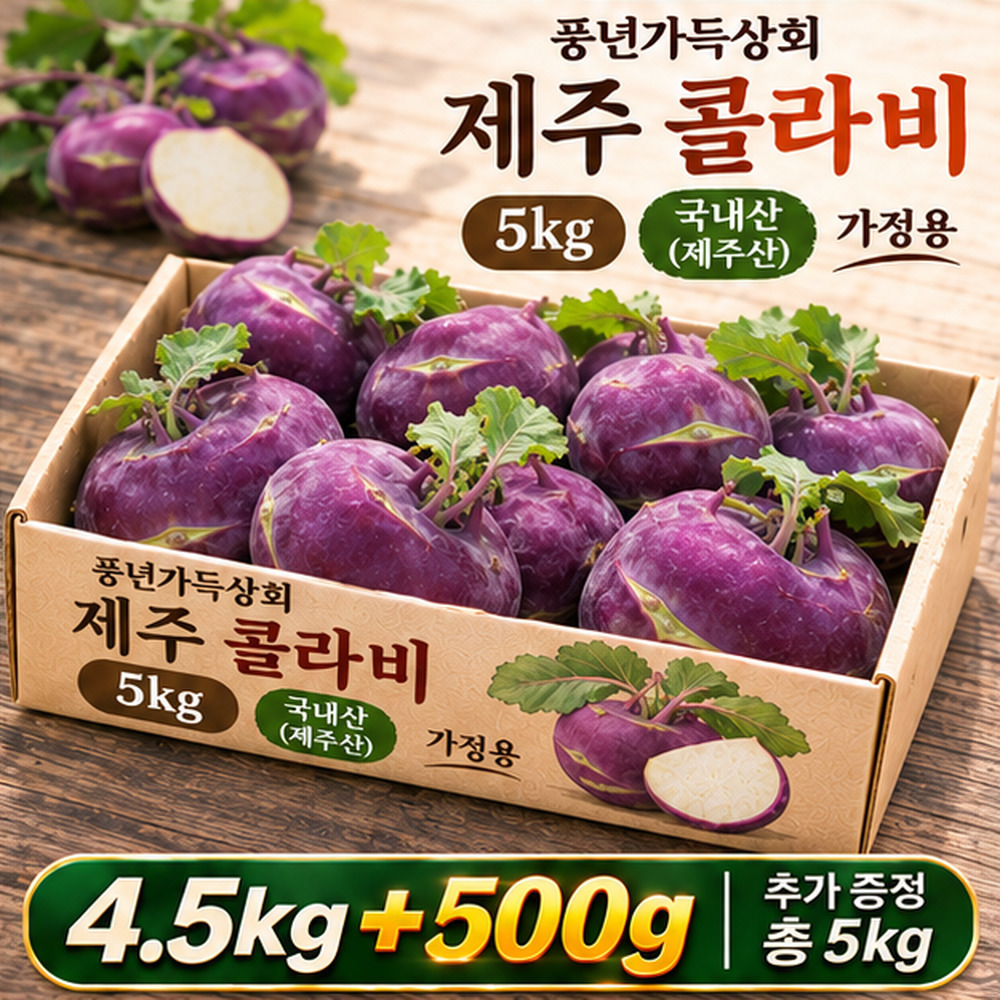 풍년가득상회
제주 콜라비
5kg
국내산
(제주산)
가정용
풍년가득상회
제주 콜라비
5kg
국내산
(제주산)
가정용
4.5kg+500g
추가 증정
총 5kg